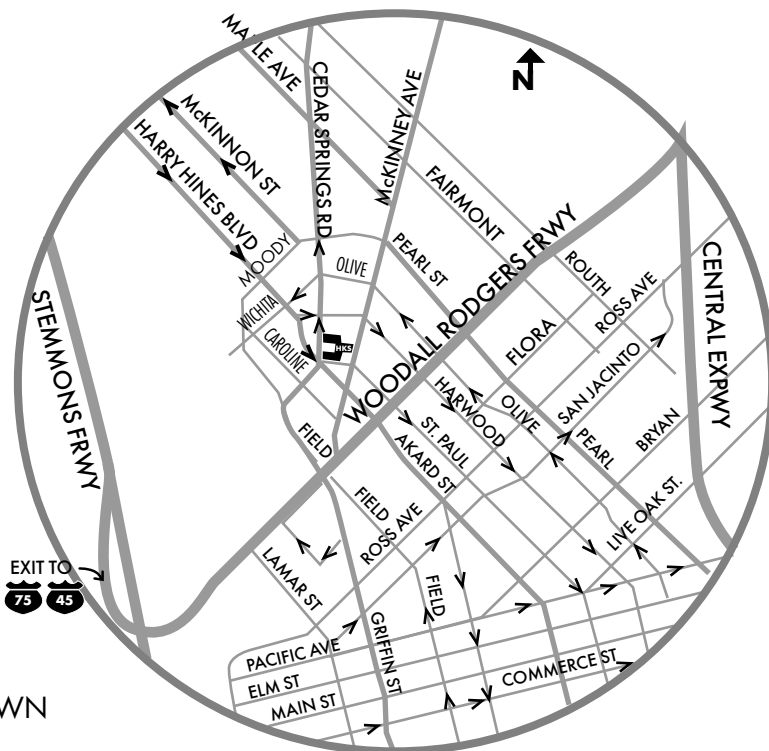 MAPLE AVE
N
CEDAR SPRINGS RD
McKINNEY AVE
McKINNON ST
HARRY HINES BLVD
FAIRMONT
MOODY
PEARL ST
OLIVE
ROUTH
WOODALL RODGERS FRWY
CENTRAL EXPWY
ROSS AVE
STEMMONS FRWY
WICHITA
CAROLINE
HKS
FLORA
SAN JACINTO
HARWOOD
OLIVE
ST. PAUL
PEARL
BRYAN
FIELD
AKARD ST
FIELD
ROSS AVE
LIVE OAK ST.
LAMAR ST
FIELD
EXIT TO
75 45
GRIFFIN ST
PACIFIC AVE
ELM ST
MAIN ST
COMMERCE ST
WN